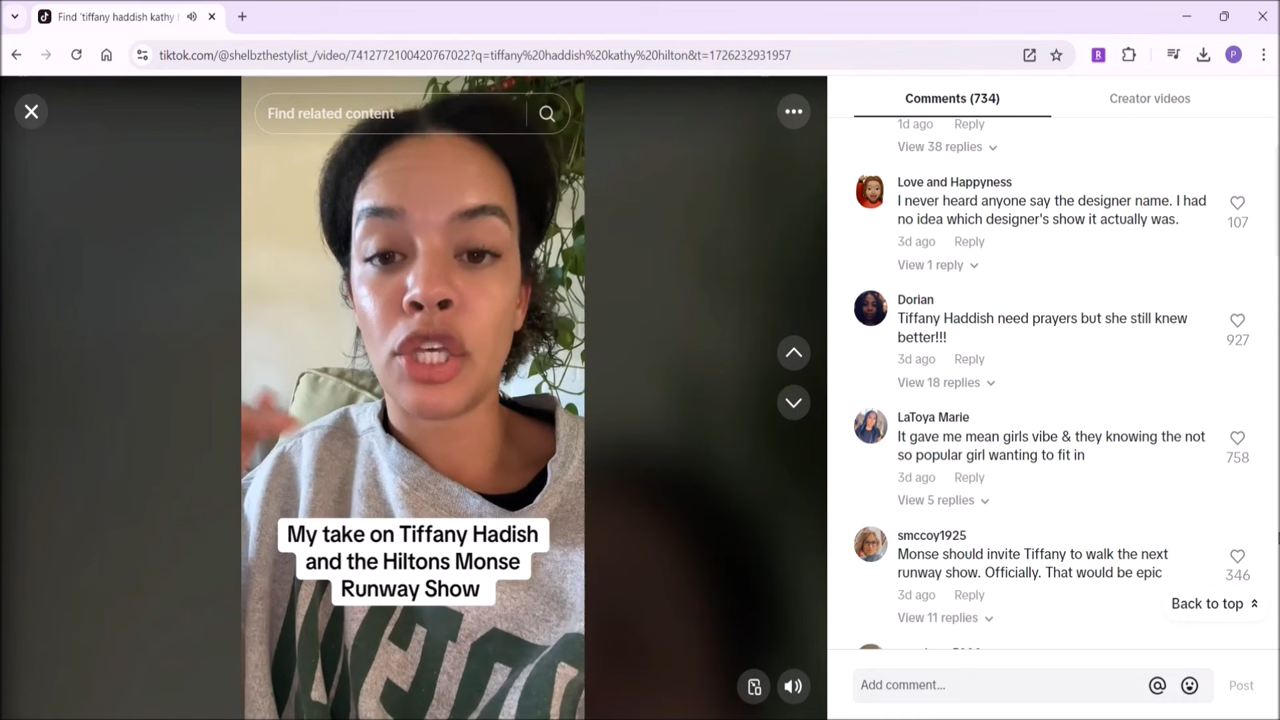 Find 'tiffany haddish kathy
tiktok.com/@shelbzthestylist_/video/7412772100420767022?q=tiffany%20haddish%20kathy%20hilton&t=1726232931957
R
P
Find related content
My take on Tiffany Hadish
and the Hiltons Monse
Runway Show
Comments (734)
Creator videos
1d ago Reply
View 38 replies
Love and Happyness
I never heard anyone say the designer name. I had
no idea which designer's show it actually was.
107
3d ago Reply
View 1 reply
Dorian
Tiffany Haddish need prayers but she still knew
better!!!
927
3d ago Reply
View 18 replies
LaToya Marie
It gave me mean girls vibe & they knowing the not
so popular girl wanting to fit in
758
3d ago Reply
View 5 replies
smccoy1925
Monse should invite Tiffany to walk the next
runway show. Officially. That would be epic
346
3d ago Reply
Back to top
View 11 replies
Add comment...
Post